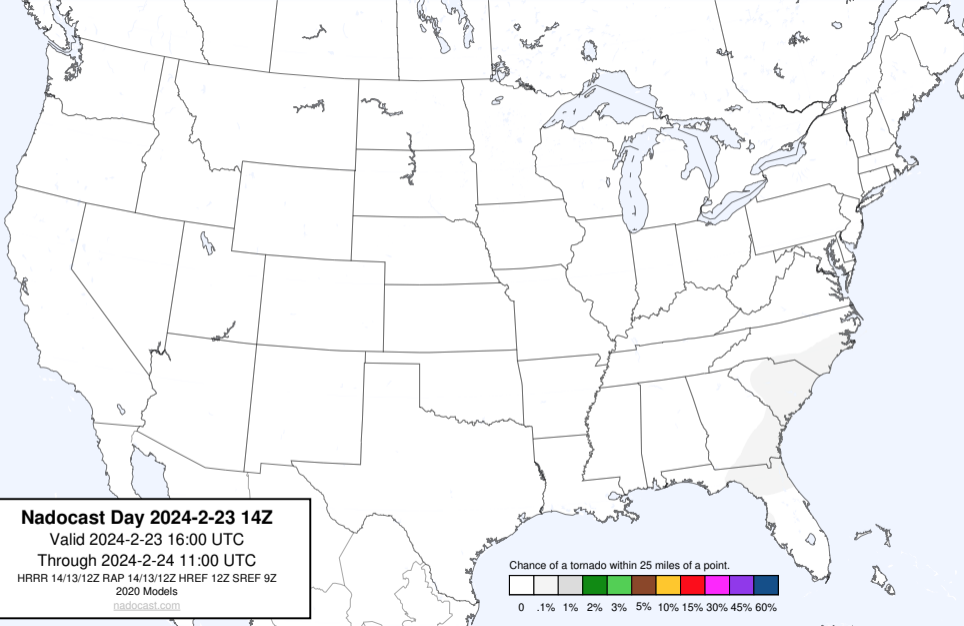 Nadocast Day 2024-2-23 14Z
Valid 2024-2-23 16:00 UTC
Through 2024-2-24 11:00 UTC
HRRR 14/13/12Z RAP 14/13/12Z HREF 12Z SREF 9Z
2020 Models
nadocast.com
Chance of a tornado within 25 miles of a point.
0 .1% 1% 2% 3% 5% 10% 15% 30% 45% 60%